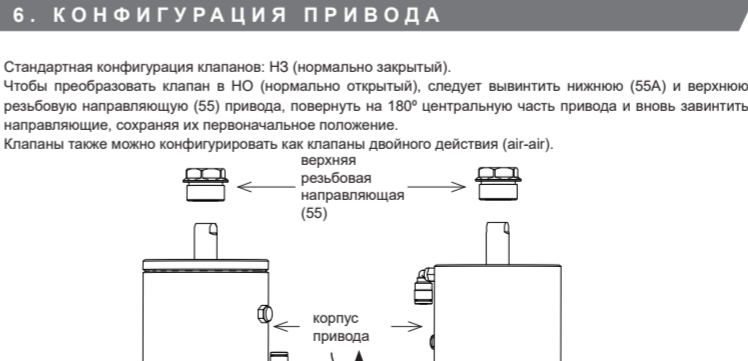 6. КОНФИГУРАЦИЯ ПРИВОДА
Стандартная конфигурация клапанов: НЗ (нормально закрытый).
Чтобы преобразовать клапан в НО (нормально открытый), следует вывинтить нижнюю (55A) и верхнюю
резьбовую направляющую (55) привода, повернуть на 180º центральную часть привода и вновь завинтить
направляющие, сохраняя их первоначальное положение.
Клапаны также можно конфигурировать как клапаны двойного действия (air-air).
верхняя
резьбовая
направляющая
(55)
корпус
привода